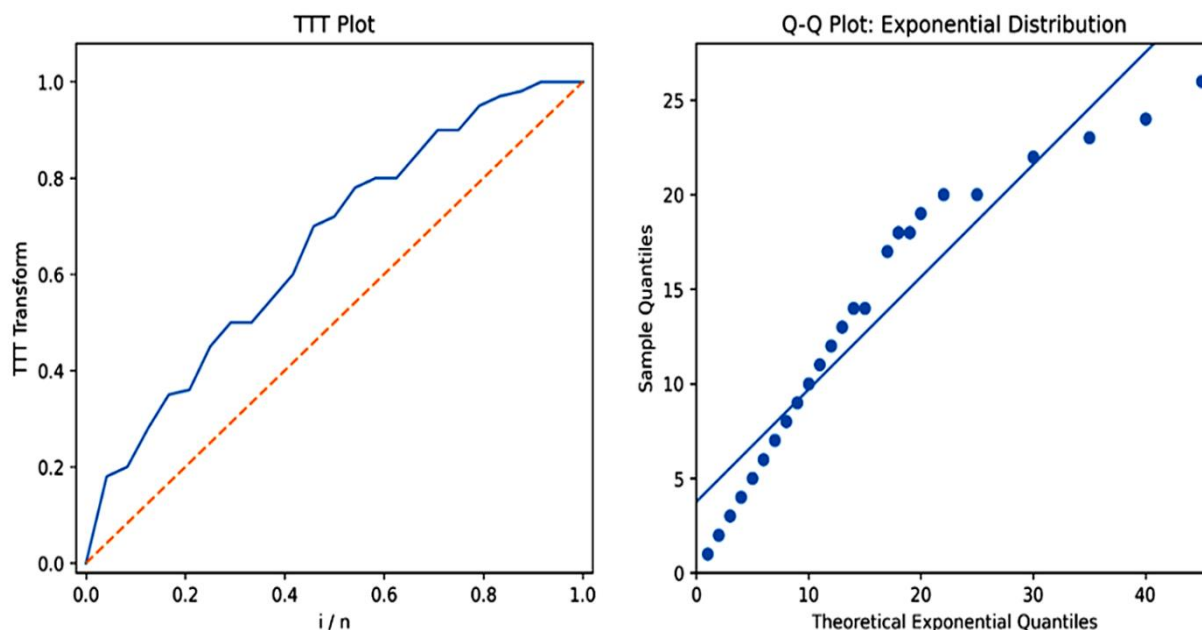 TTT Plot
1.0
0.8
0.6
0.4
0.2
0.0
TTT Transform
0.0 0.2 0.4 0.6 0.8 1.0
i / n
Q-Q Plot: Exponential Distribution
25
20
15
10
5
0
Sample Quantiles
0 10 20 30 40
Theoretical Exponential Quantiles